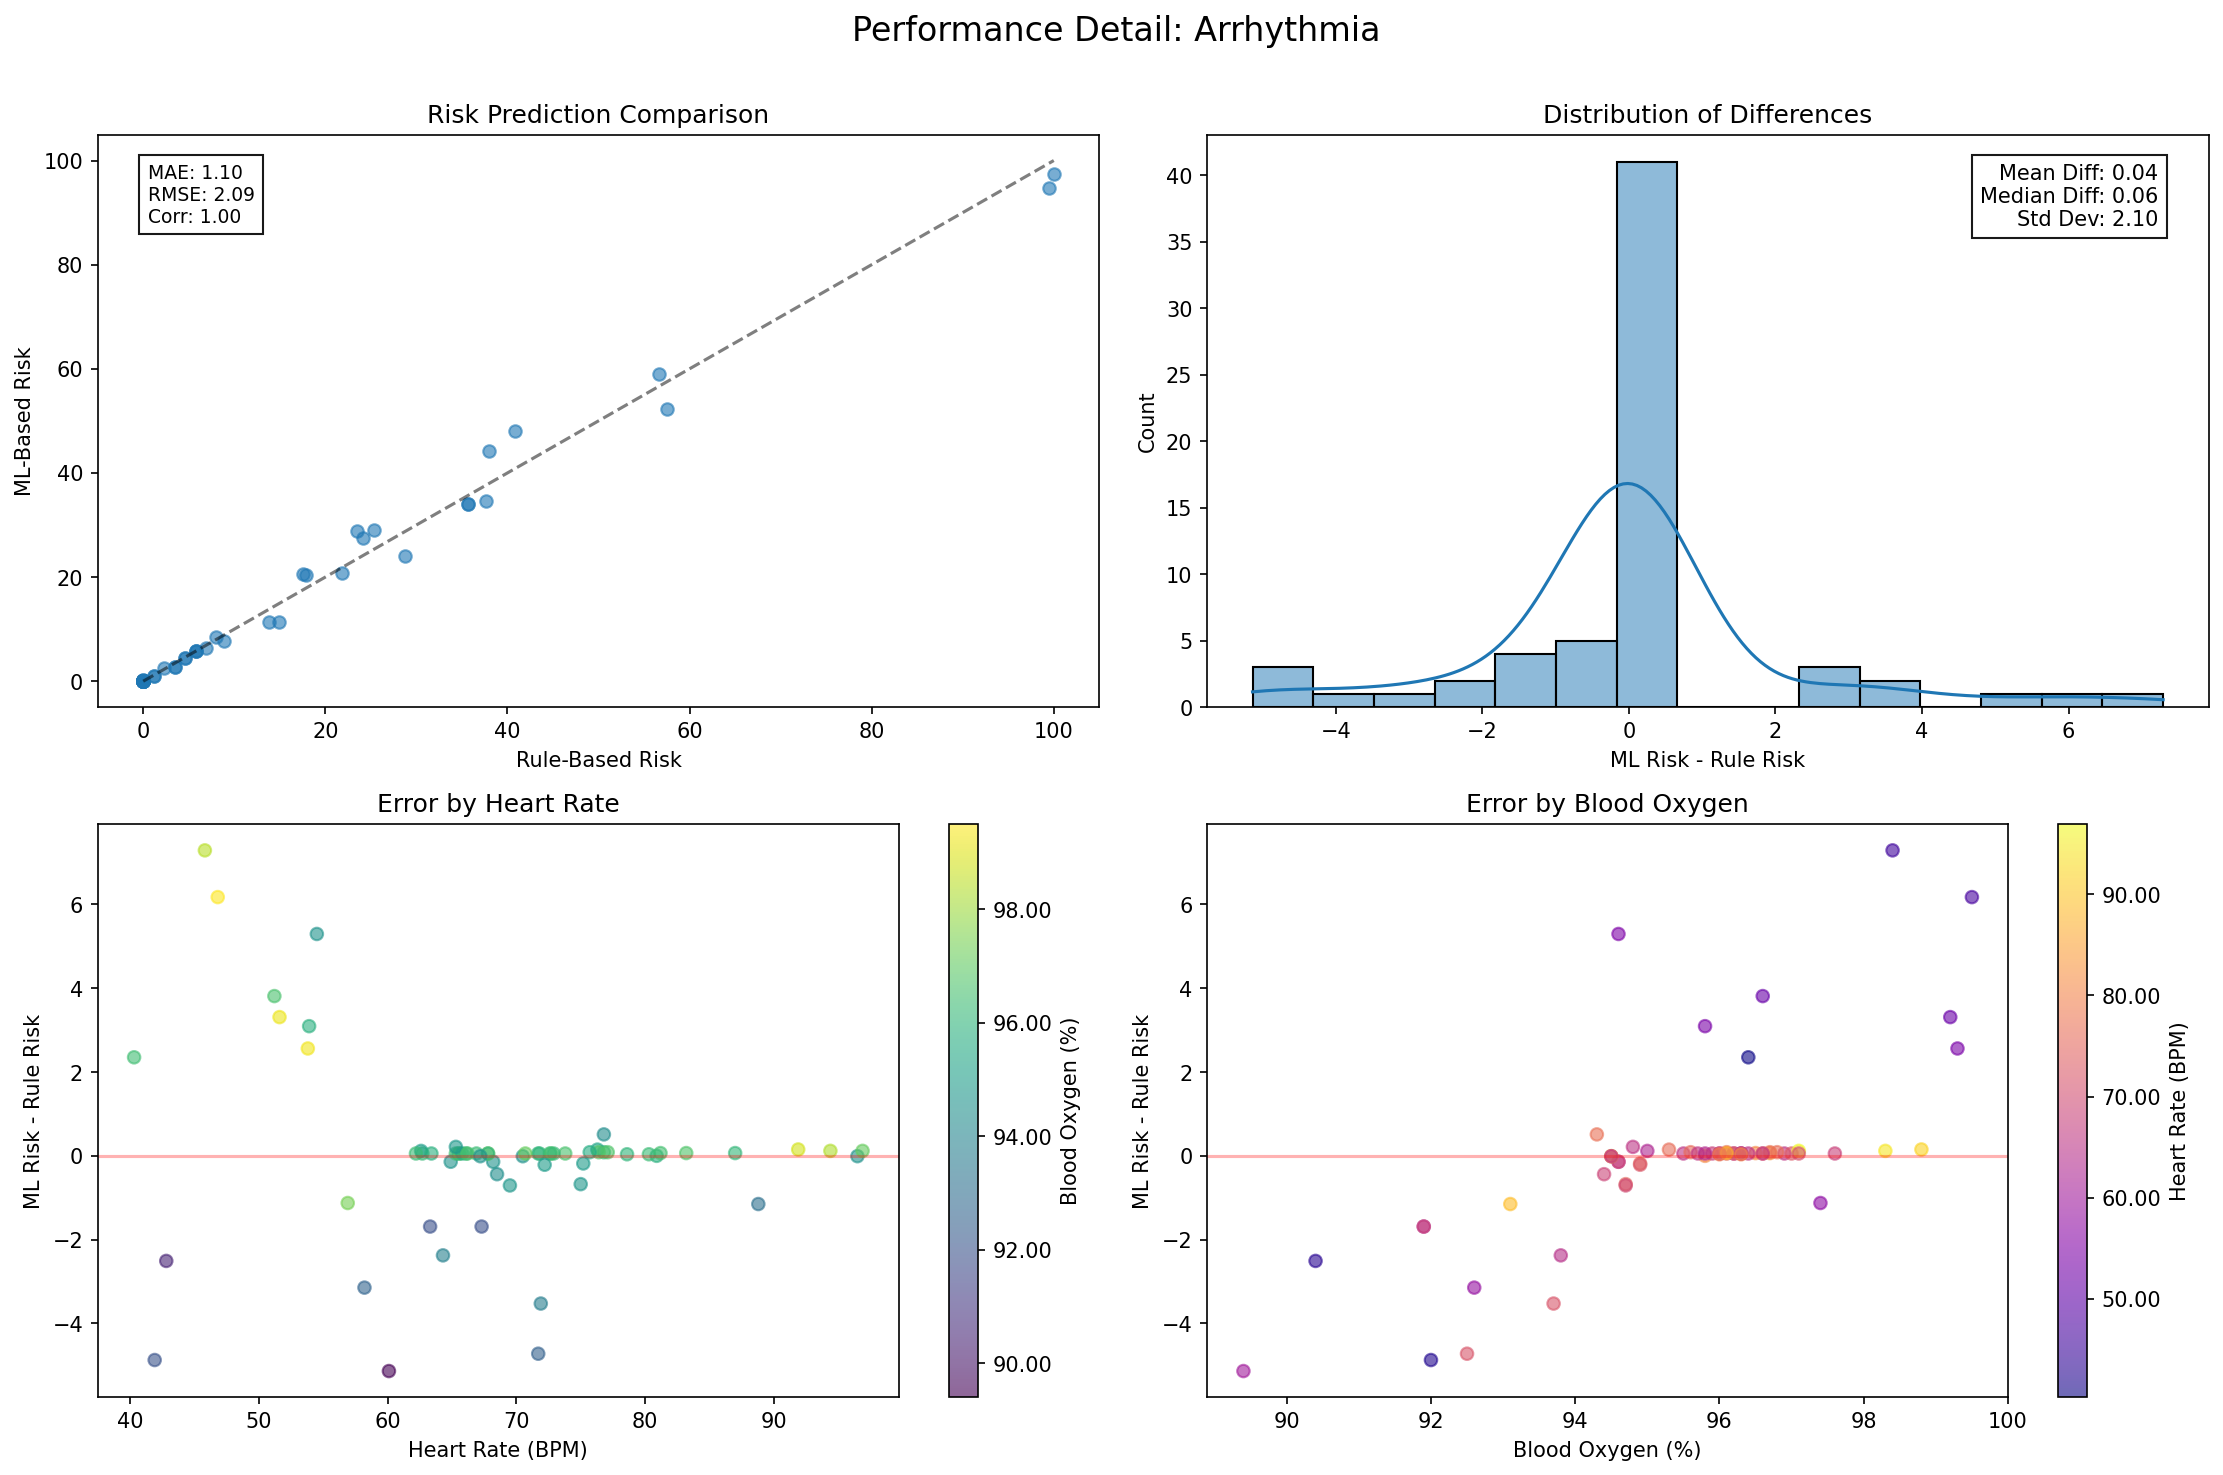 Performance Detail: Arrhythmia
Risk Prediction Comparison
MAE: 1.10
RMSE: 2.09
Corr: 1.00
100
80
60
40
20
0
ML-Based Risk
0
20
40
60
80
100
Rule-Based Risk
Distribution of Differences
Mean Diff: 0.04
Median Diff: 0.06
Std Dev: 2.10
40
35
30
25
20
15
10
5
0
Count
−4
−2
0
2
4
6
ML Risk - Rule Risk
Error by Heart Rate
6
4
2
0
−2
−4
ML Risk - Rule Risk
40
50
60
70
80
90
Heart Rate (BPM)
98.00
96.00
94.00
92.00
90.00
Blood Oxygen (%)
Error by Blood Oxygen
6
4
2
0
−2
−4
ML Risk - Rule Risk
90
92
94
96
98
100
Blood Oxygen (%)
90.00
80.00
70.00
60.00
50.00
Heart Rate (BPM)